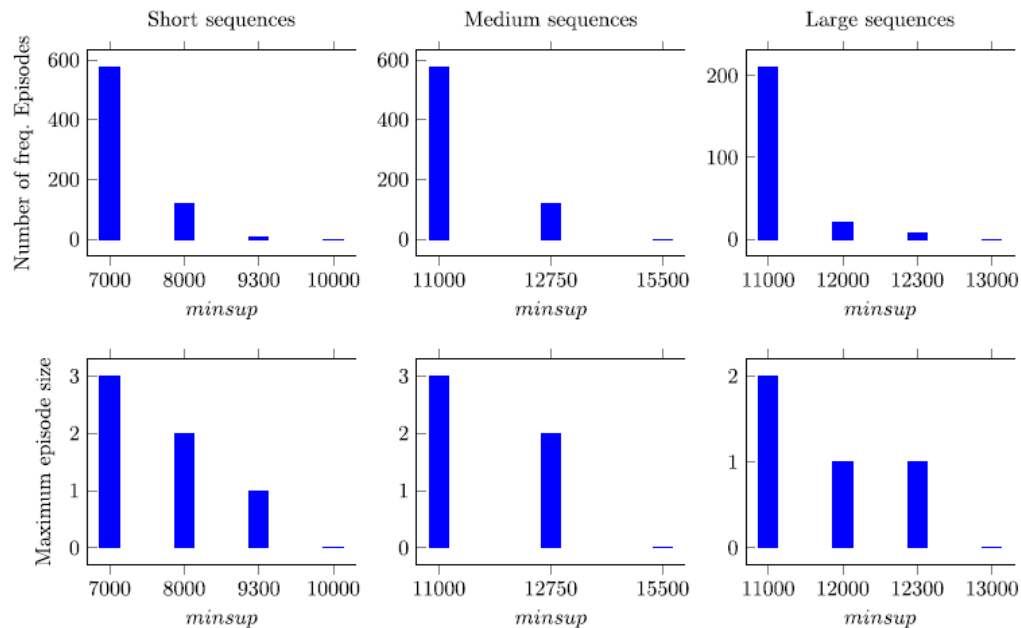 Short sequences
Medium sequences
Large sequences
Number of freq. Episodes
600
400
200
0
7000 8000 9300 10000
minsup
600
400
200
0
11000 12750 15500
minsup
200
100
0
11000 12000 12300 13000
minsup
Maximum episode size
3
2
1
0
7000 8000 9300 10000
minsup
3
2
1
0
11000 12750 15500
minsup
2
1
0
11000 12000 12300 13000
minsup